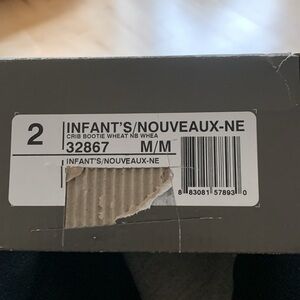 2
INFANT'S/NOUVEAUX-NE
CRIB BOOTIE WHEAT NB WHEA
32867 M/M
INFANT'S/NOUVEAUX-NE
8 83081 57893 0